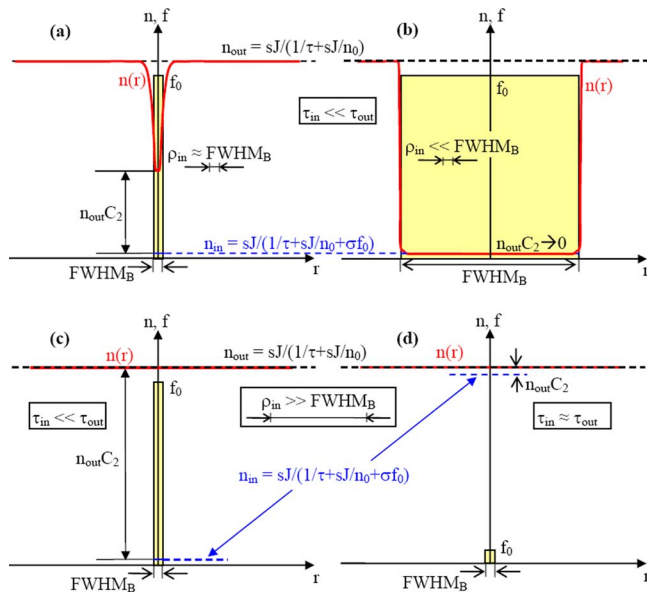 n, f
(a)
n_out = sJ/(1/τ+sJ/n_0)
n, f
(b)
n(r)
f_0
f_0
n(r)
τ_in << τ_out
ρ_in ≈ FWHM_B
ρ_in << FWHM_B
n_outC_2
n_in = sJ/(1/τ+sJ/n_0+σf_0)
n_outC_2→0
FWHM_B
r
FWHM_B
r
n, f
(c)
n_out = sJ/(1/τ+sJ/n_0)
n, f
(d)
n(r)
n(r)
f_0
n_outC_2
τ_in << τ_out
ρ_in >> FWHM_B
τ_in ≈ τ_out
n_outC_2
n_in = sJ/(1/τ+sJ/n_0+σf_0)
f_0
FWHM_B
r
FWHM_B
r